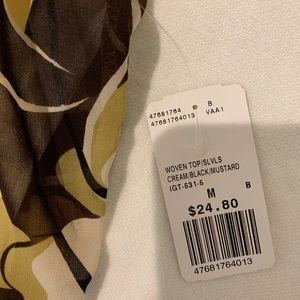 47681764 B
47681764013 VAA1
WOVEN TOP/SLVLS
CREAM/BLACK/MUSTARD
IGT-531-5
M B
$24.80
47681764013